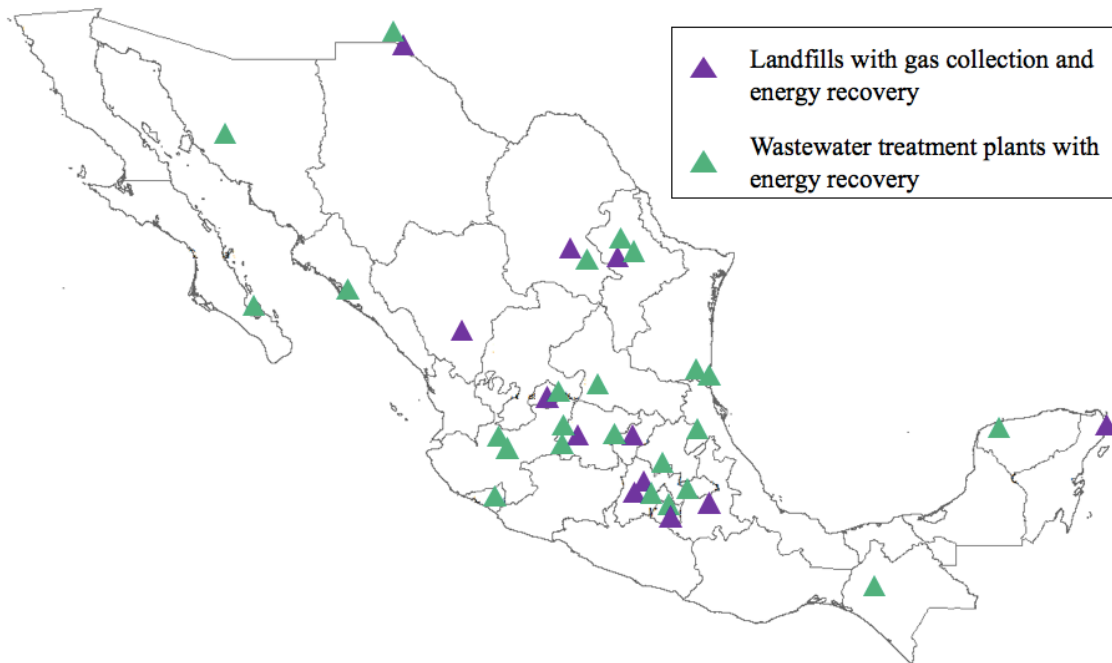 Landfills with gas collection and
energy recovery
Wastewater treatment plants with
energy recovery